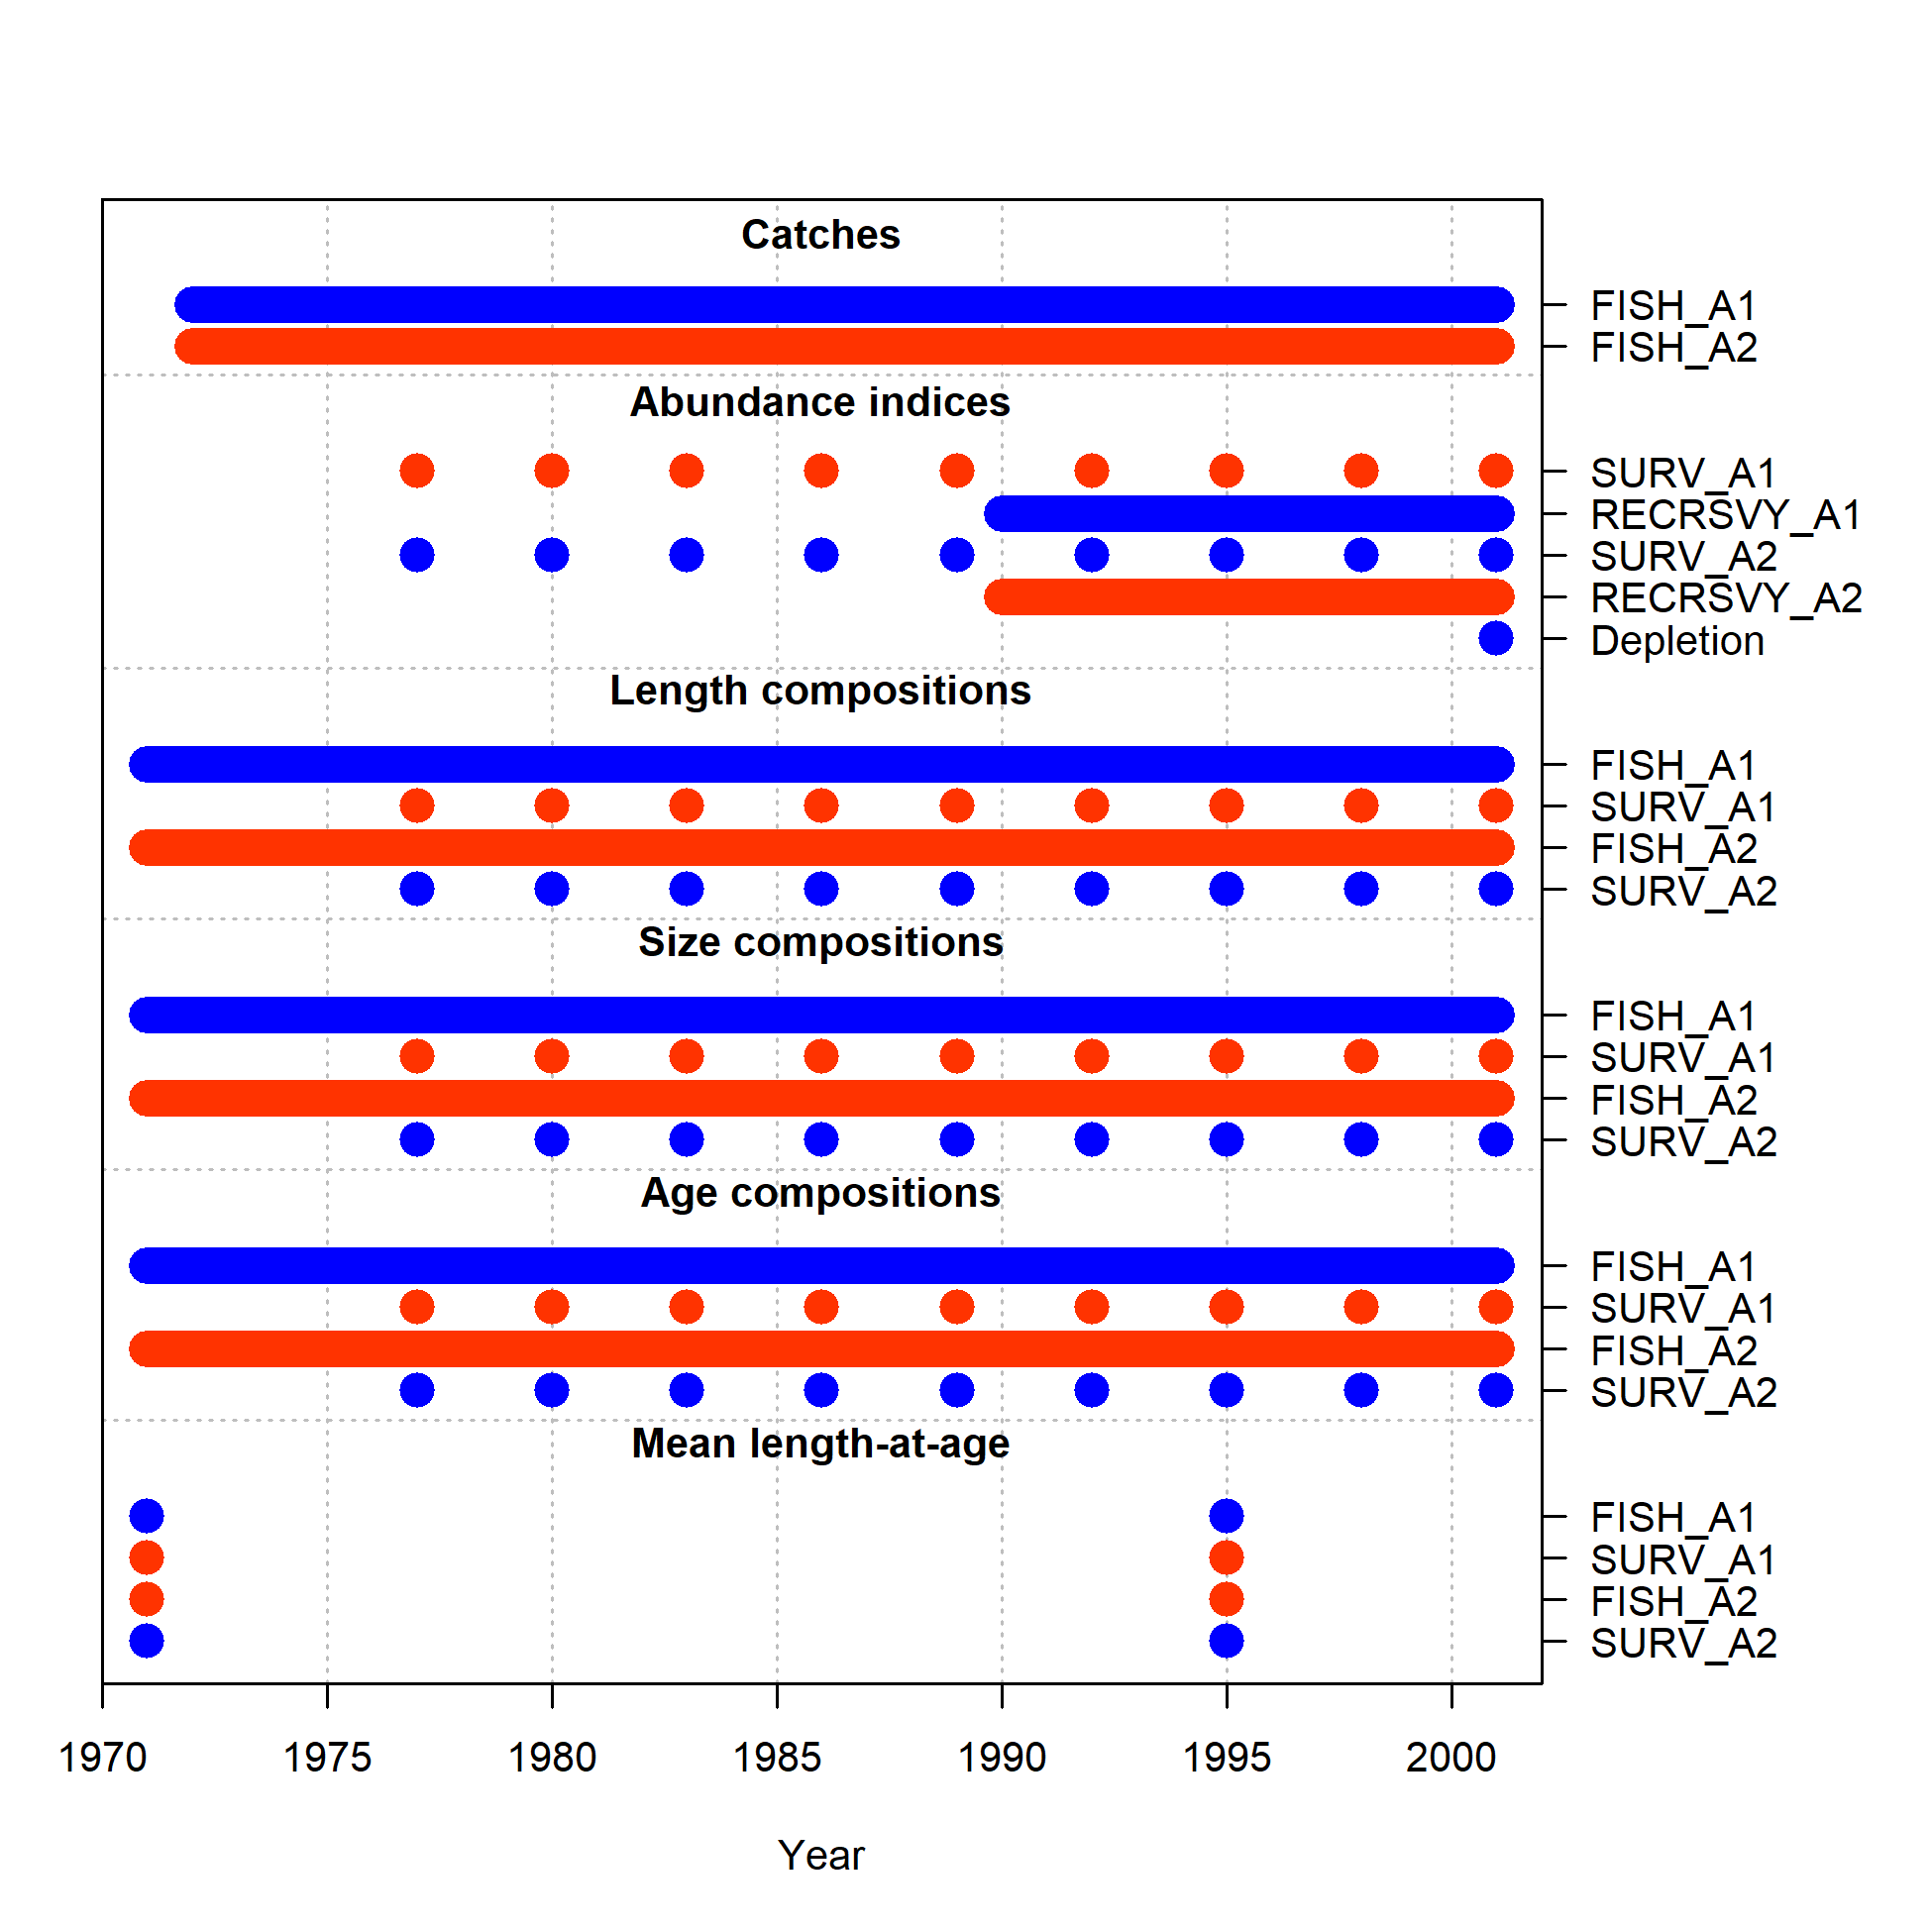 Catches
FISH_A1
FISH_A2
Abundance indices
SURV_A1
RECRSVY_A1
SURV_A2
RECRSVY_A2
Depletion
Length compositions
FISH_A1
SURV_A1
FISH_A2
SURV_A2
Size compositions
FISH_A1
SURV_A1
FISH_A2
SURV_A2
Age compositions
FISH_A1
SURV_A1
FISH_A2
SURV_A2
Mean length-at-age
FISH_A1
SURV_A1
FISH_A2
SURV_A2
1970 1975 1980 1985 1990 1995 2000
Year